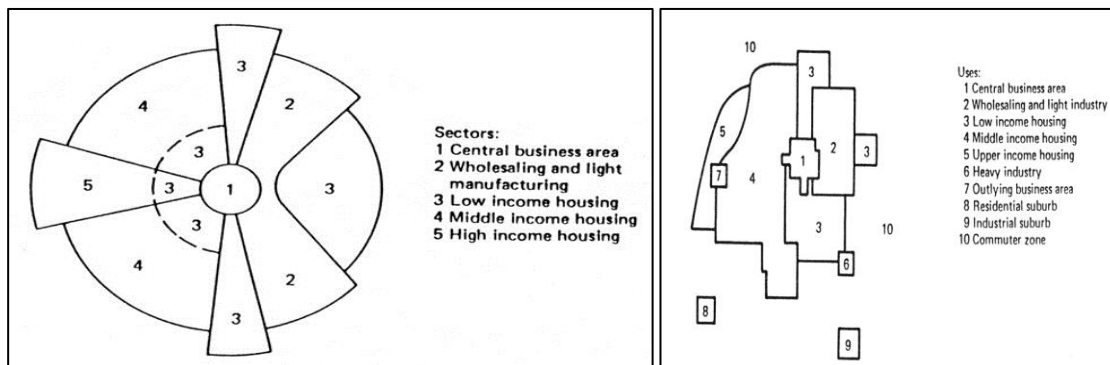 3
4
2
3
5
3
1
3
3
4
2
3
Sectors:
1 Central business area
2 Wholesaling and light
manufacturing
3 Low income housing
4 Middle income housing
5 High income housing
10
3
5
1
2
3
7
4
3
10
6
8
9
Uses:
1 Central business area
2 Wholesaling and light industry
3 Low income housing
4 Middle income housing
5 Upper income housing
6 Heavy industry
7 Outlying business area
8 Residential suburb
9 Industrial suburb
10 Commuter zone